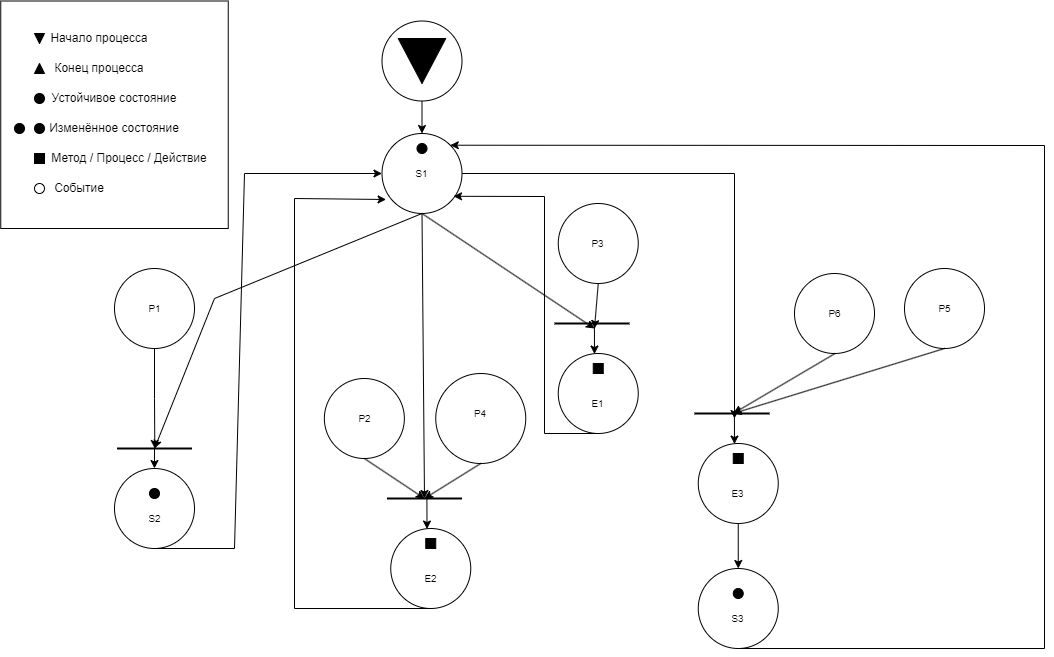 Начало процесса
Конец процесса
Устойчивое состояние
Изменённое состояние
Метод / Процесс / Действие
Событие
S1
P3
P1
P6
P5
P2
P4
E1
E3
S2
E2
S3